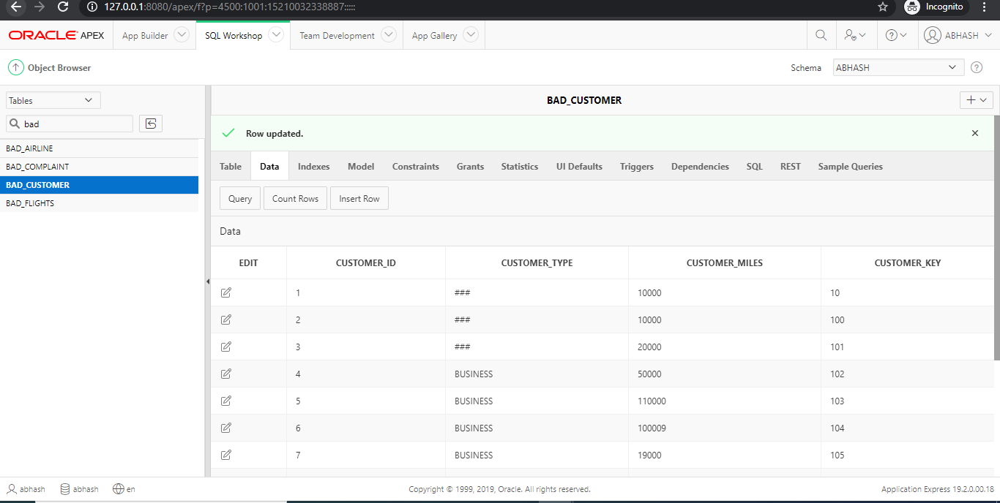 127.0.0.1:8080/apex/f?p=4500:1001:15210032338887:::::
Incognito
ORACLE APEX App Builder SQL Workshop Team Development App Gallery ABHASH
Object Browser Schema ABHASH
Tables
bad
BAD_AIRLINE
BAD_COMPLAINT
BAD_CUSTOMER
BAD_FLIGHTS
BAD_CUSTOMER
Row updated.
Table Data Indexes Model Constraints Grants Statistics UI Defaults Triggers Dependencies SQL REST Sample Queries
Query Count Rows Insert Row
Data
EDIT CUSTOMER_ID CUSTOMER_TYPE CUSTOMER_MILES CUSTOMER_KEY
1 ### 10000 10
2 ### 10000 100
3 ### 20000 101
4 BUSINESS 50000 102
5 BUSINESS 110000 103
6 BUSINESS 100009 104
7 BUSINESS 19000 105
abhash abhash en Copyright © 1999, 2019, Oracle. All rights reserved. Application Express 19.2.0.00.18